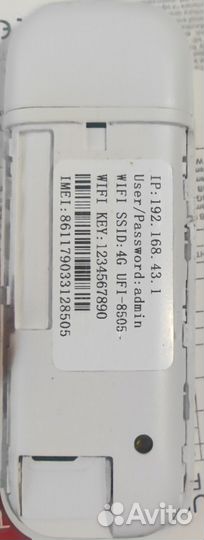 IP:192.168.43.1
User/Password:admin
WIFI SSID:4G UFI-8505
WIFI KEY:1234567890
IMEI:861179033128505
Avito